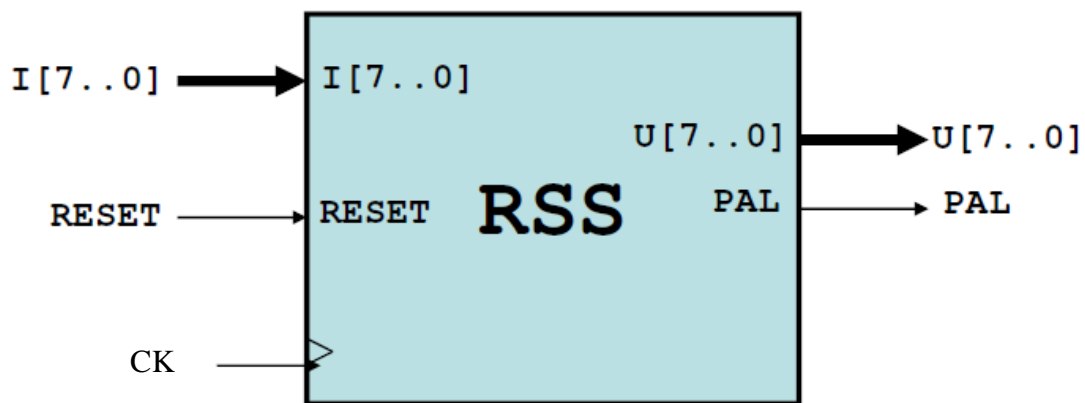 I[7..0] I[7..0]
U[7..0] U[7..0]
RESET RESET RSS PAL PAL
CK